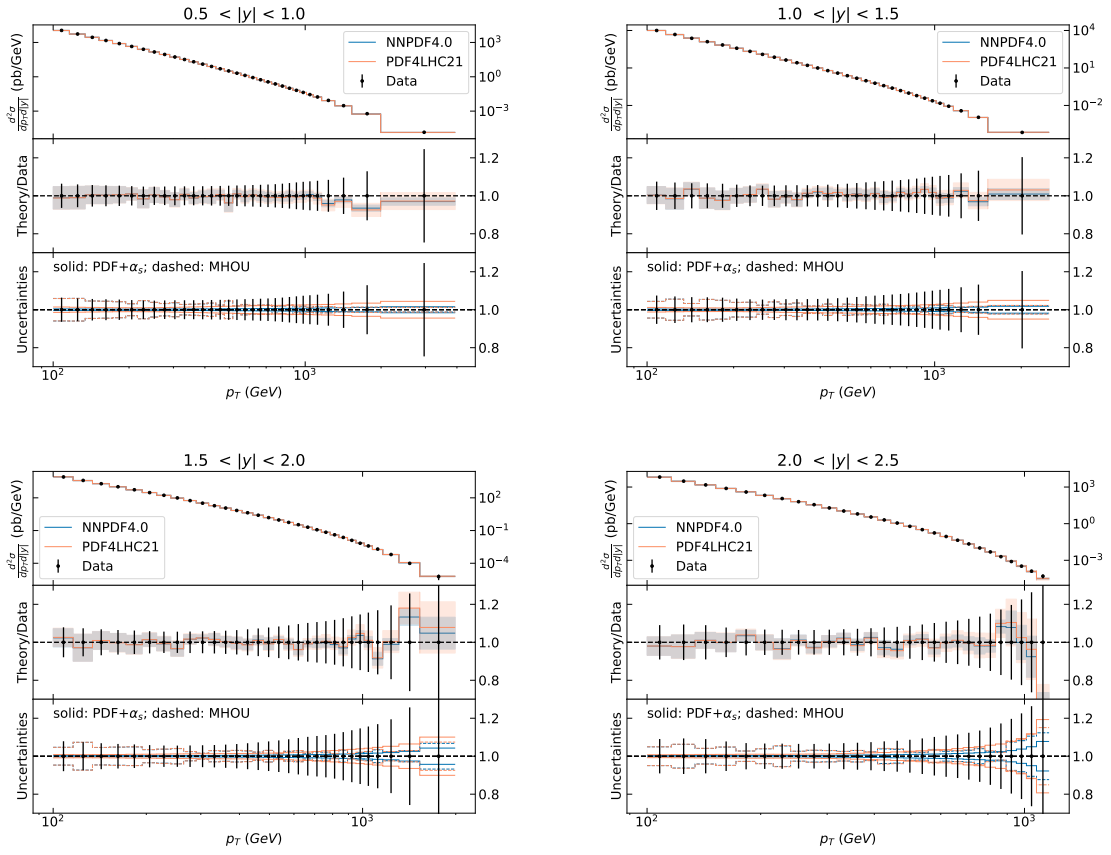 0.5 < |y| < 1.0
d²σ/dp_Td|y| (pb/GeV)
NNPDF4.0
PDF4LHC21
Data
10³
10⁰
10⁻³
Theory/Data
1.2
1.0
0.8
solid: PDF+αₛ; dashed: MHOU
Uncertainties
1.2
1.0
0.8
10²
10³
p_T (GeV)
1.0 < |y| < 1.5
d²σ/dp_Td|y| (pb/GeV)
NNPDF4.0
PDF4LHC21
Data
10⁴
10¹
10⁻²
Theory/Data
1.2
1.0
0.8
solid: PDF+αₛ; dashed: MHOU
Uncertainties
1.2
1.0
0.8
10²
10³
p_T (GeV)
1.5 < |y| < 2.0
d²σ/dp_Td|y| (pb/GeV)
NNPDF4.0
PDF4LHC21
Data
10²
10⁻¹
10⁻⁴
Theory/Data
1.2
1.0
0.8
solid: PDF+αₛ; dashed: MHOU
Uncertainties
1.2
1.0
0.8
10²
10³
p_T (GeV)
2.0 < |y| < 2.5
d²σ/dp_Td|y| (pb/GeV)
NNPDF4.0
PDF4LHC21
Data
10³
10⁰
10⁻³
Theory/Data
1.2
1.0
0.8
solid: PDF+αₛ; dashed: MHOU
Uncertainties
1.2
1.0
0.8
10²
10³
p_T (GeV)